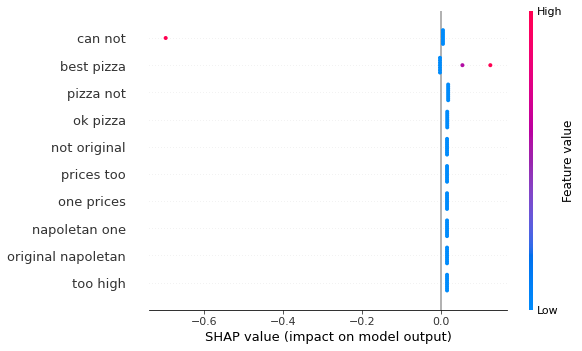 High
can not
best pizza
pizza not
ok pizza
not original
prices too
one prices
napoletan one
original napoletan
too high
Feature value
Low
−0.6 −0.4 −0.2 0.0
SHAP value (impact on model output)